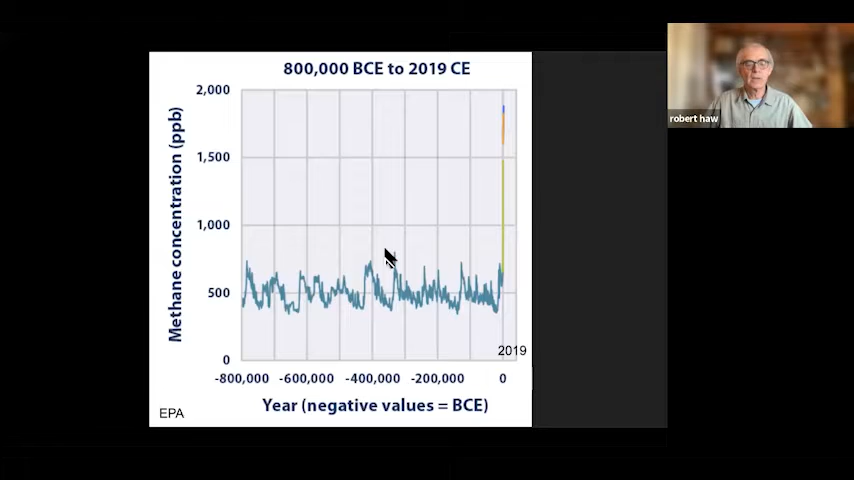 800,000 BCE to 2019 CE
Methane concentration (ppb)
2,000
1,500
1,000
500
0
2019
-800,000 -600,000 -400,000 -200,000 0
Year (negative values = BCE)
EPA
robert haw